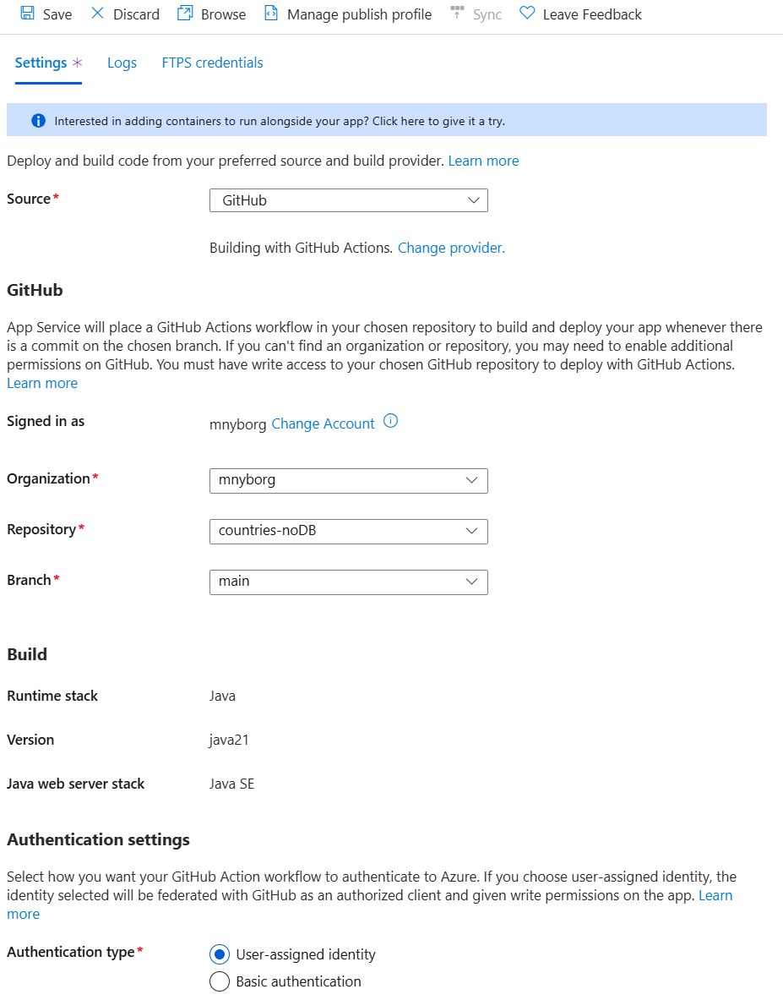 Save Discard Browse Manage publish profile Sync Leave Feedback
Settings * Logs FTPS credentials
Interested in adding containers to run alongside your app? Click here to give it a try.
Deploy and build code from your preferred source and build provider. Learn more
Source* GitHub
Building with GitHub Actions. Change provider.
GitHub
App Service will place a GitHub Actions workflow in your chosen repository to build and deploy your app whenever there
is a commit on the chosen branch. If you can't find an organization or repository, you may need to enable additional
permissions on GitHub. You must have write access to your chosen GitHub repository to deploy with GitHub Actions.
Learn more
Signed in as mnyborg Change Account
Organization* mnyborg
Repository* countries-noDB
Branch* main
Build
Runtime stack Java
Version java21
Java web server stack Java SE
Authentication settings
Select how you want your GitHub Action workflow to authenticate to Azure. If you choose user-assigned identity, the
identity selected will be federated with GitHub as an authorized client and given write permissions on the app. Learn
more
Authentication type* User-assigned identity
Basic authentication